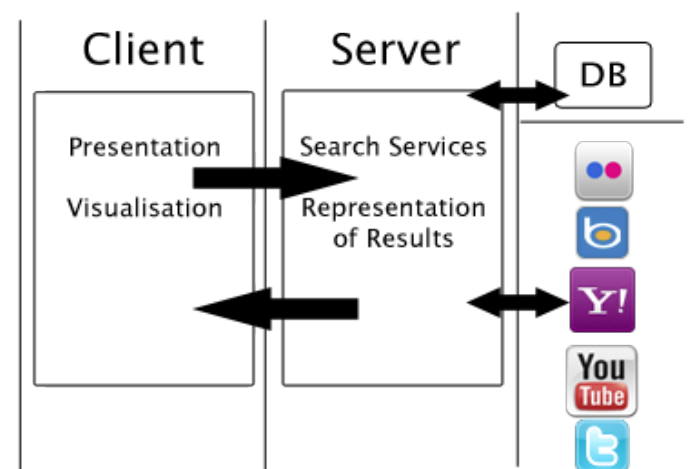 Client
Server
DB
Presentation
Visualisation
Search Services
Representation
of Results
b
Y!
You
Tube
t